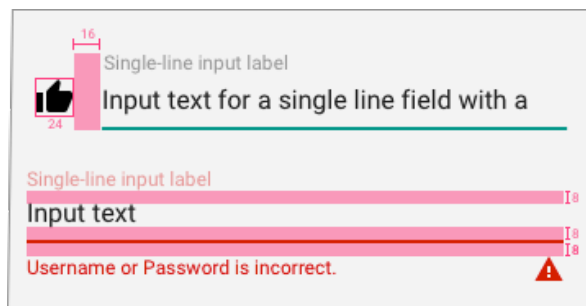 16
Single-line input label
Input text for a single line field with a
24
Single-line input label
8
Input text
8
8
Username or Password is incorrect.